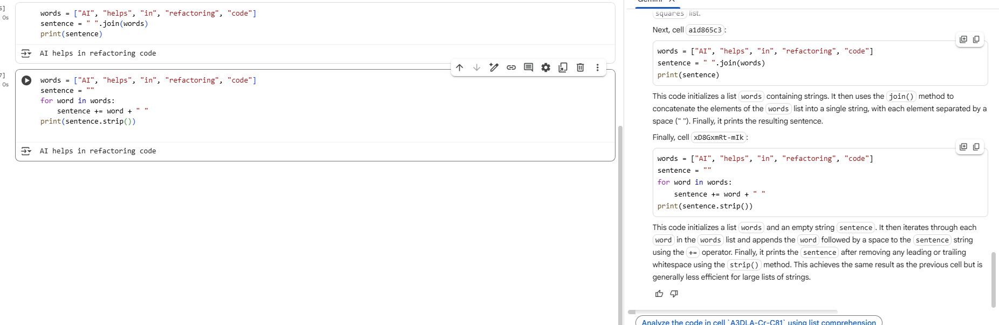 6]
0s
words = ["AI", "helps", "in", "refactoring", "code"]
sentence = " ".join(words)
print(sentence)
AI helps in refactoring code
7]
0s
words = ["AI", "helps", "in", "refactoring", "code"]
sentence = ""
for word in words:
    sentence += word + " "
print(sentence.strip())
AI helps in refactoring code
Gemini
squares list.
Next, cell a1d865c3:
words = ["AI", "helps", "in", "refactoring", "code"]
sentence = " ".join(words)
print(sentence)
This code initializes a list words containing strings. It then uses the join() method to
concatenate the elements of the words list into a single string, with each element separated by a
space (" "). Finally, it prints the resulting sentence.
Finally, cell xD8GxmRt-mIk:
words = ["AI", "helps", "in", "refactoring", "code"]
sentence = ""
for word in words:
    sentence += word + " "
print(sentence.strip())
This code initializes a list words and an empty string sentence. It then iterates through each
word in the words list and appends the word followed by a space to the sentence string
using the += operator. Finally, it prints the sentence after removing any leading or trailing
whitespace using the strip() method. This achieves the same result as the previous cell but is
generally less efficient for large lists of strings.
Analyze the code in cell `A3DLA-Cr-C81` using list comprehension